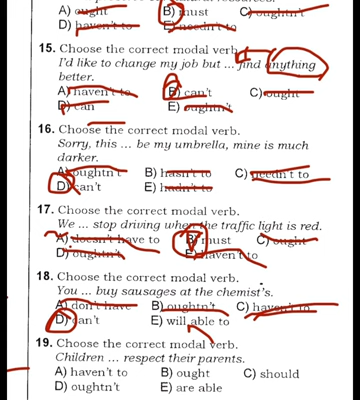 A) ought B) must C) oughtn't
D) haven't to E) needn't to
15. Choose the correct modal verb.
I'd like to change my job but ... find anything
better.
A) haven't to B) can't C) ought
D) can E) oughtn't
16. Choose the correct modal verb.
Sorry, this ... be my umbrella, mine is much
darker.
A) oughtn't B) hasn't to C) needn't to
D) can't E) hadn't to
17. Choose the correct modal verb.
We ... stop driving when the traffic light is red.
A) doesn't have to B) must C) ought
D) oughtn't E) haven't to
18. Choose the correct modal verb.
You ... buy sausages at the chemist's.
A) don't have B) oughtn't C) haven't to
D) can't E) will able to
19. Choose the correct modal verb.
Children ... respect their parents.
A) haven't to B) ought C) should
D) oughtn't E) are able